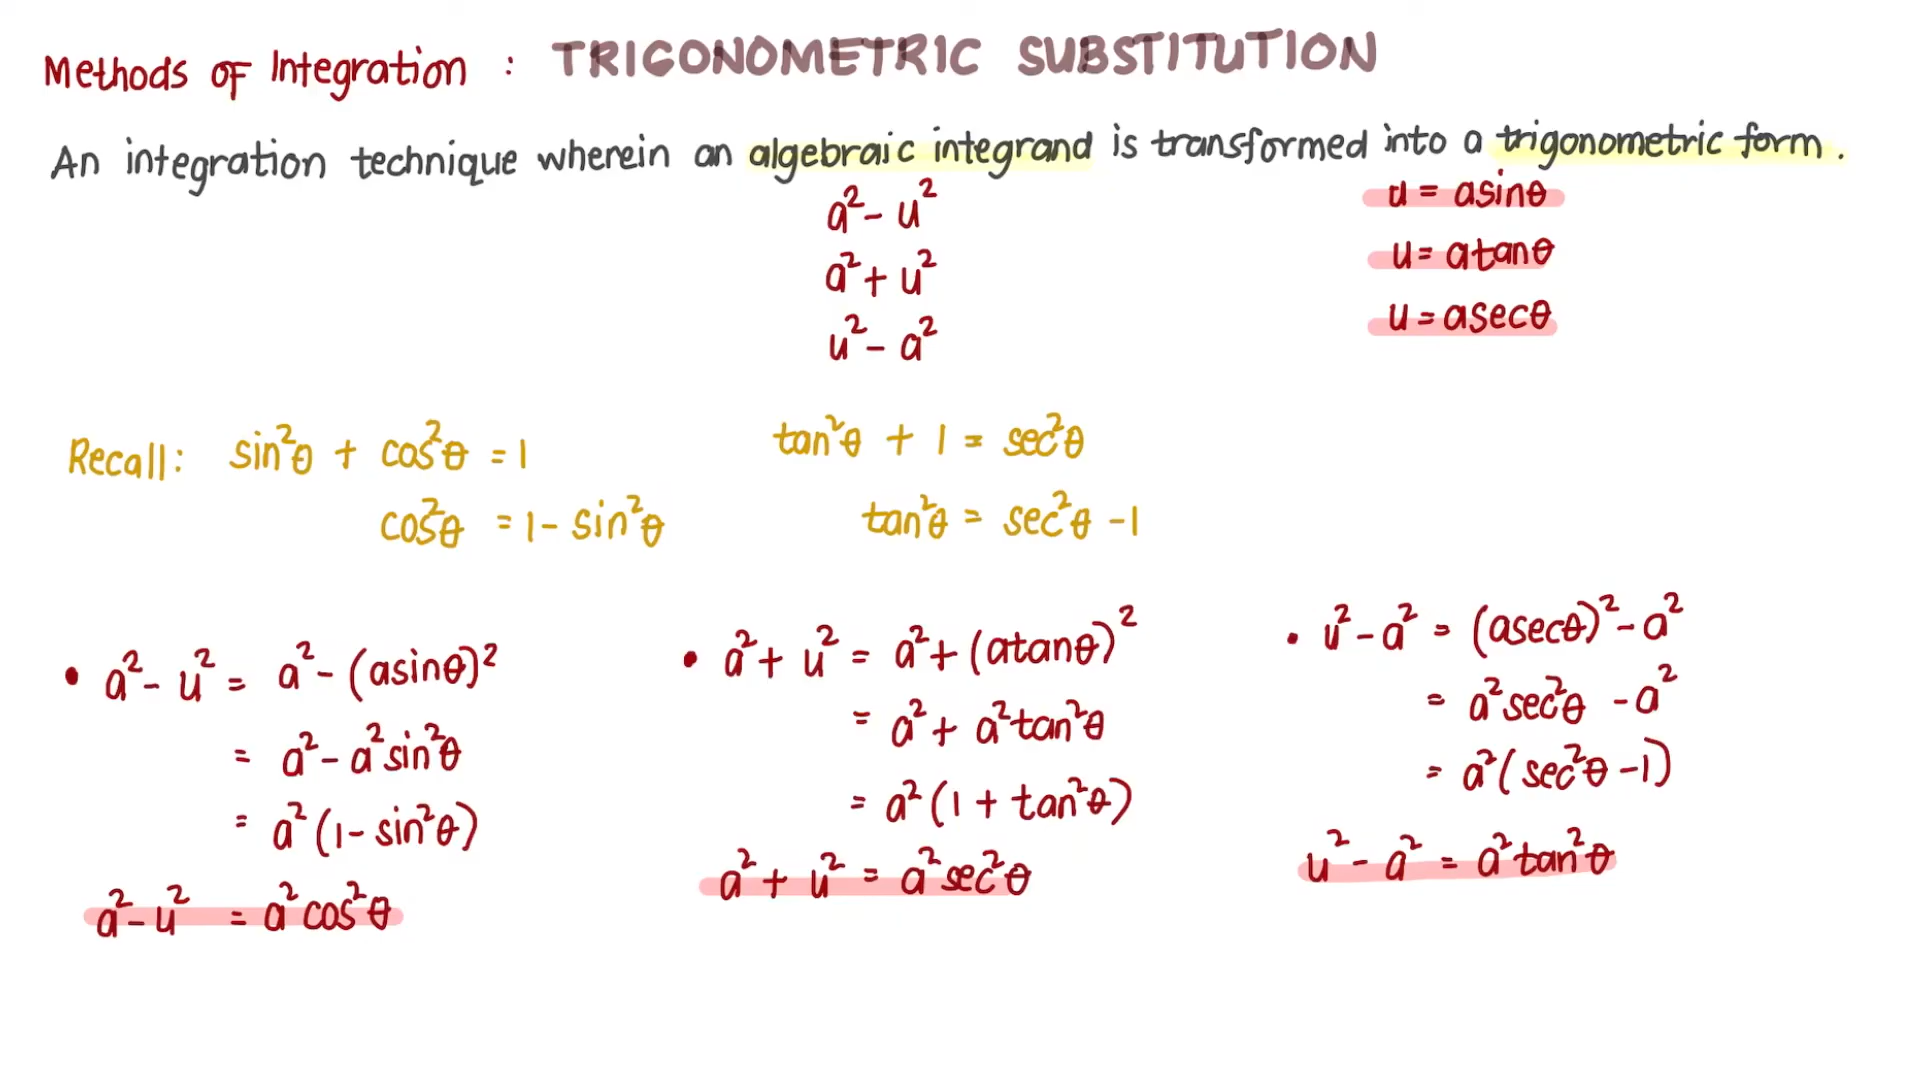 Methods of Integration : TRIGONOMETRIC SUBSTITUTION
An integration technique wherein an algebraic integrand is transformed into a trigonometric form.
a² - u²
u = asinθ
a² + u²
u = atanθ
u² - a²
u = asecθ
Recall: sin²θ + cos²θ = 1
cos²θ = 1 - sin²θ
tan²θ + 1 = sec²θ
tan²θ = sec²θ - 1
• a² - u² = a² - (asinθ)²
= a² - a²sin²θ
= a²(1 - sin²θ)
a² - u² = a²cos²θ
• a² + u² = a² + (atanθ)²
= a² + a²tan²θ
= a²(1 + tan²θ)
a² + u² = a²sec²θ
• u² - a² = (asecθ)² - a²
= a²sec²θ - a²
= a²(sec²θ - 1)
u² - a² = a²tan²θ